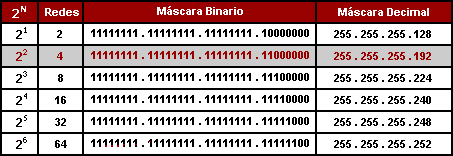 2^N Redes Máscara Binario Máscara Decimal
2^1 2 11111111 . 11111111 . 11111111 . 10000000 255 . 255 . 255 . 128
2^2 4 11111111 . 11111111 . 11111111 . 11000000 255 . 255 . 255 . 192
2^3 8 11111111 . 11111111 . 11111111 . 11100000 255 . 255 . 255 . 224
2^4 16 11111111 . 11111111 . 11111111 . 11110000 255 . 255 . 255 . 240
2^5 32 11111111 . 11111111 . 11111111 . 11111000 255 . 255 . 255 . 248
2^6 64 11111111 . 11111111 . 11111111 . 11111100 255 . 255 . 255 . 252